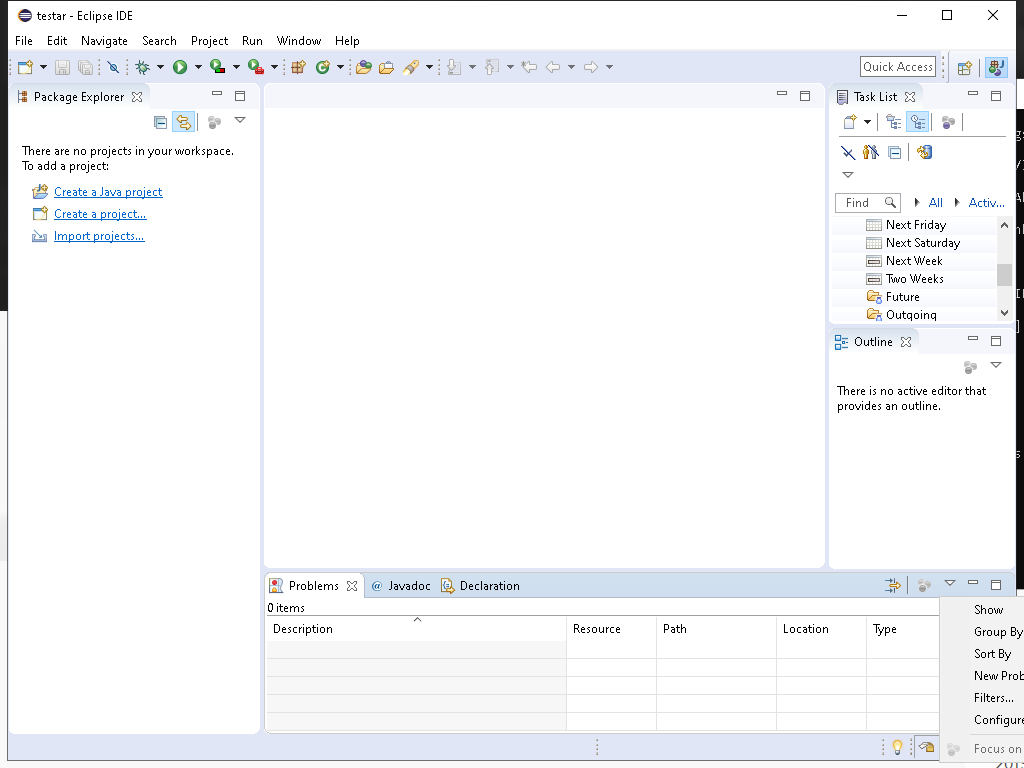 testar - Eclipse IDE
File Edit Navigate Search Project Run Window Help
Quick Access
Package Explorer
There are no projects in your workspace.
To add a project:
Create a Java project
Create a project...
Import projects...
Task List
Find All Activ...
Next Friday
Next Saturday
Next Week
Two Weeks
Future
Outgoing
Outline
There is no active editor that
provides an outline.
Problems @ Javadoc Declaration
0 items
Description Resource Path Location Type
Show
Group By
Sort By
New Prob
Filters...
Configure
Focus on